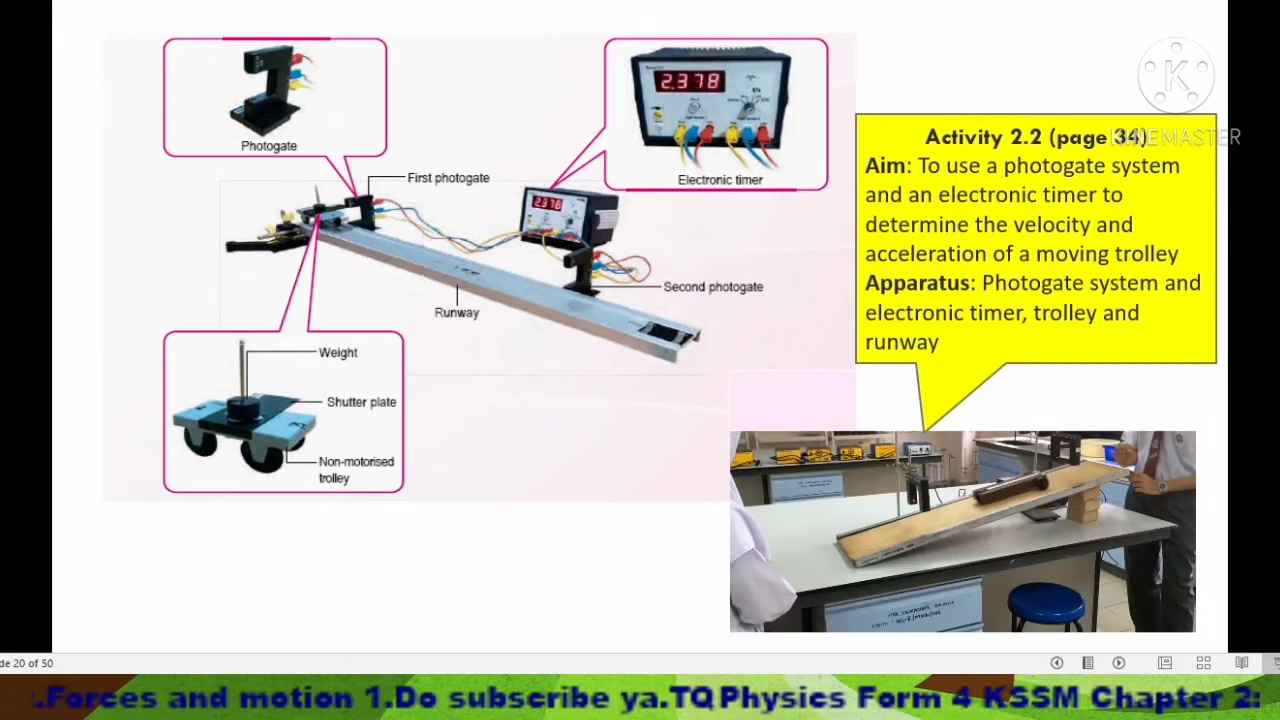 Photogate
2.378
Electronic timer
First photogate
2.378
Second photogate
Runway
Weight
Shutter plate
Non-motorised
trolley
K
KINEMASTER
Activity 2.2 (page 34)
Aim: To use a photogate system
and an electronic timer to
determine the velocity and
acceleration of a moving trolley
Apparatus: Photogate system and
electronic timer, trolley and
runway
de 20 of 50
:.Forces and motion 1.Do subscribe ya.TQ Physics Form 4 KSSM Chapter 2: